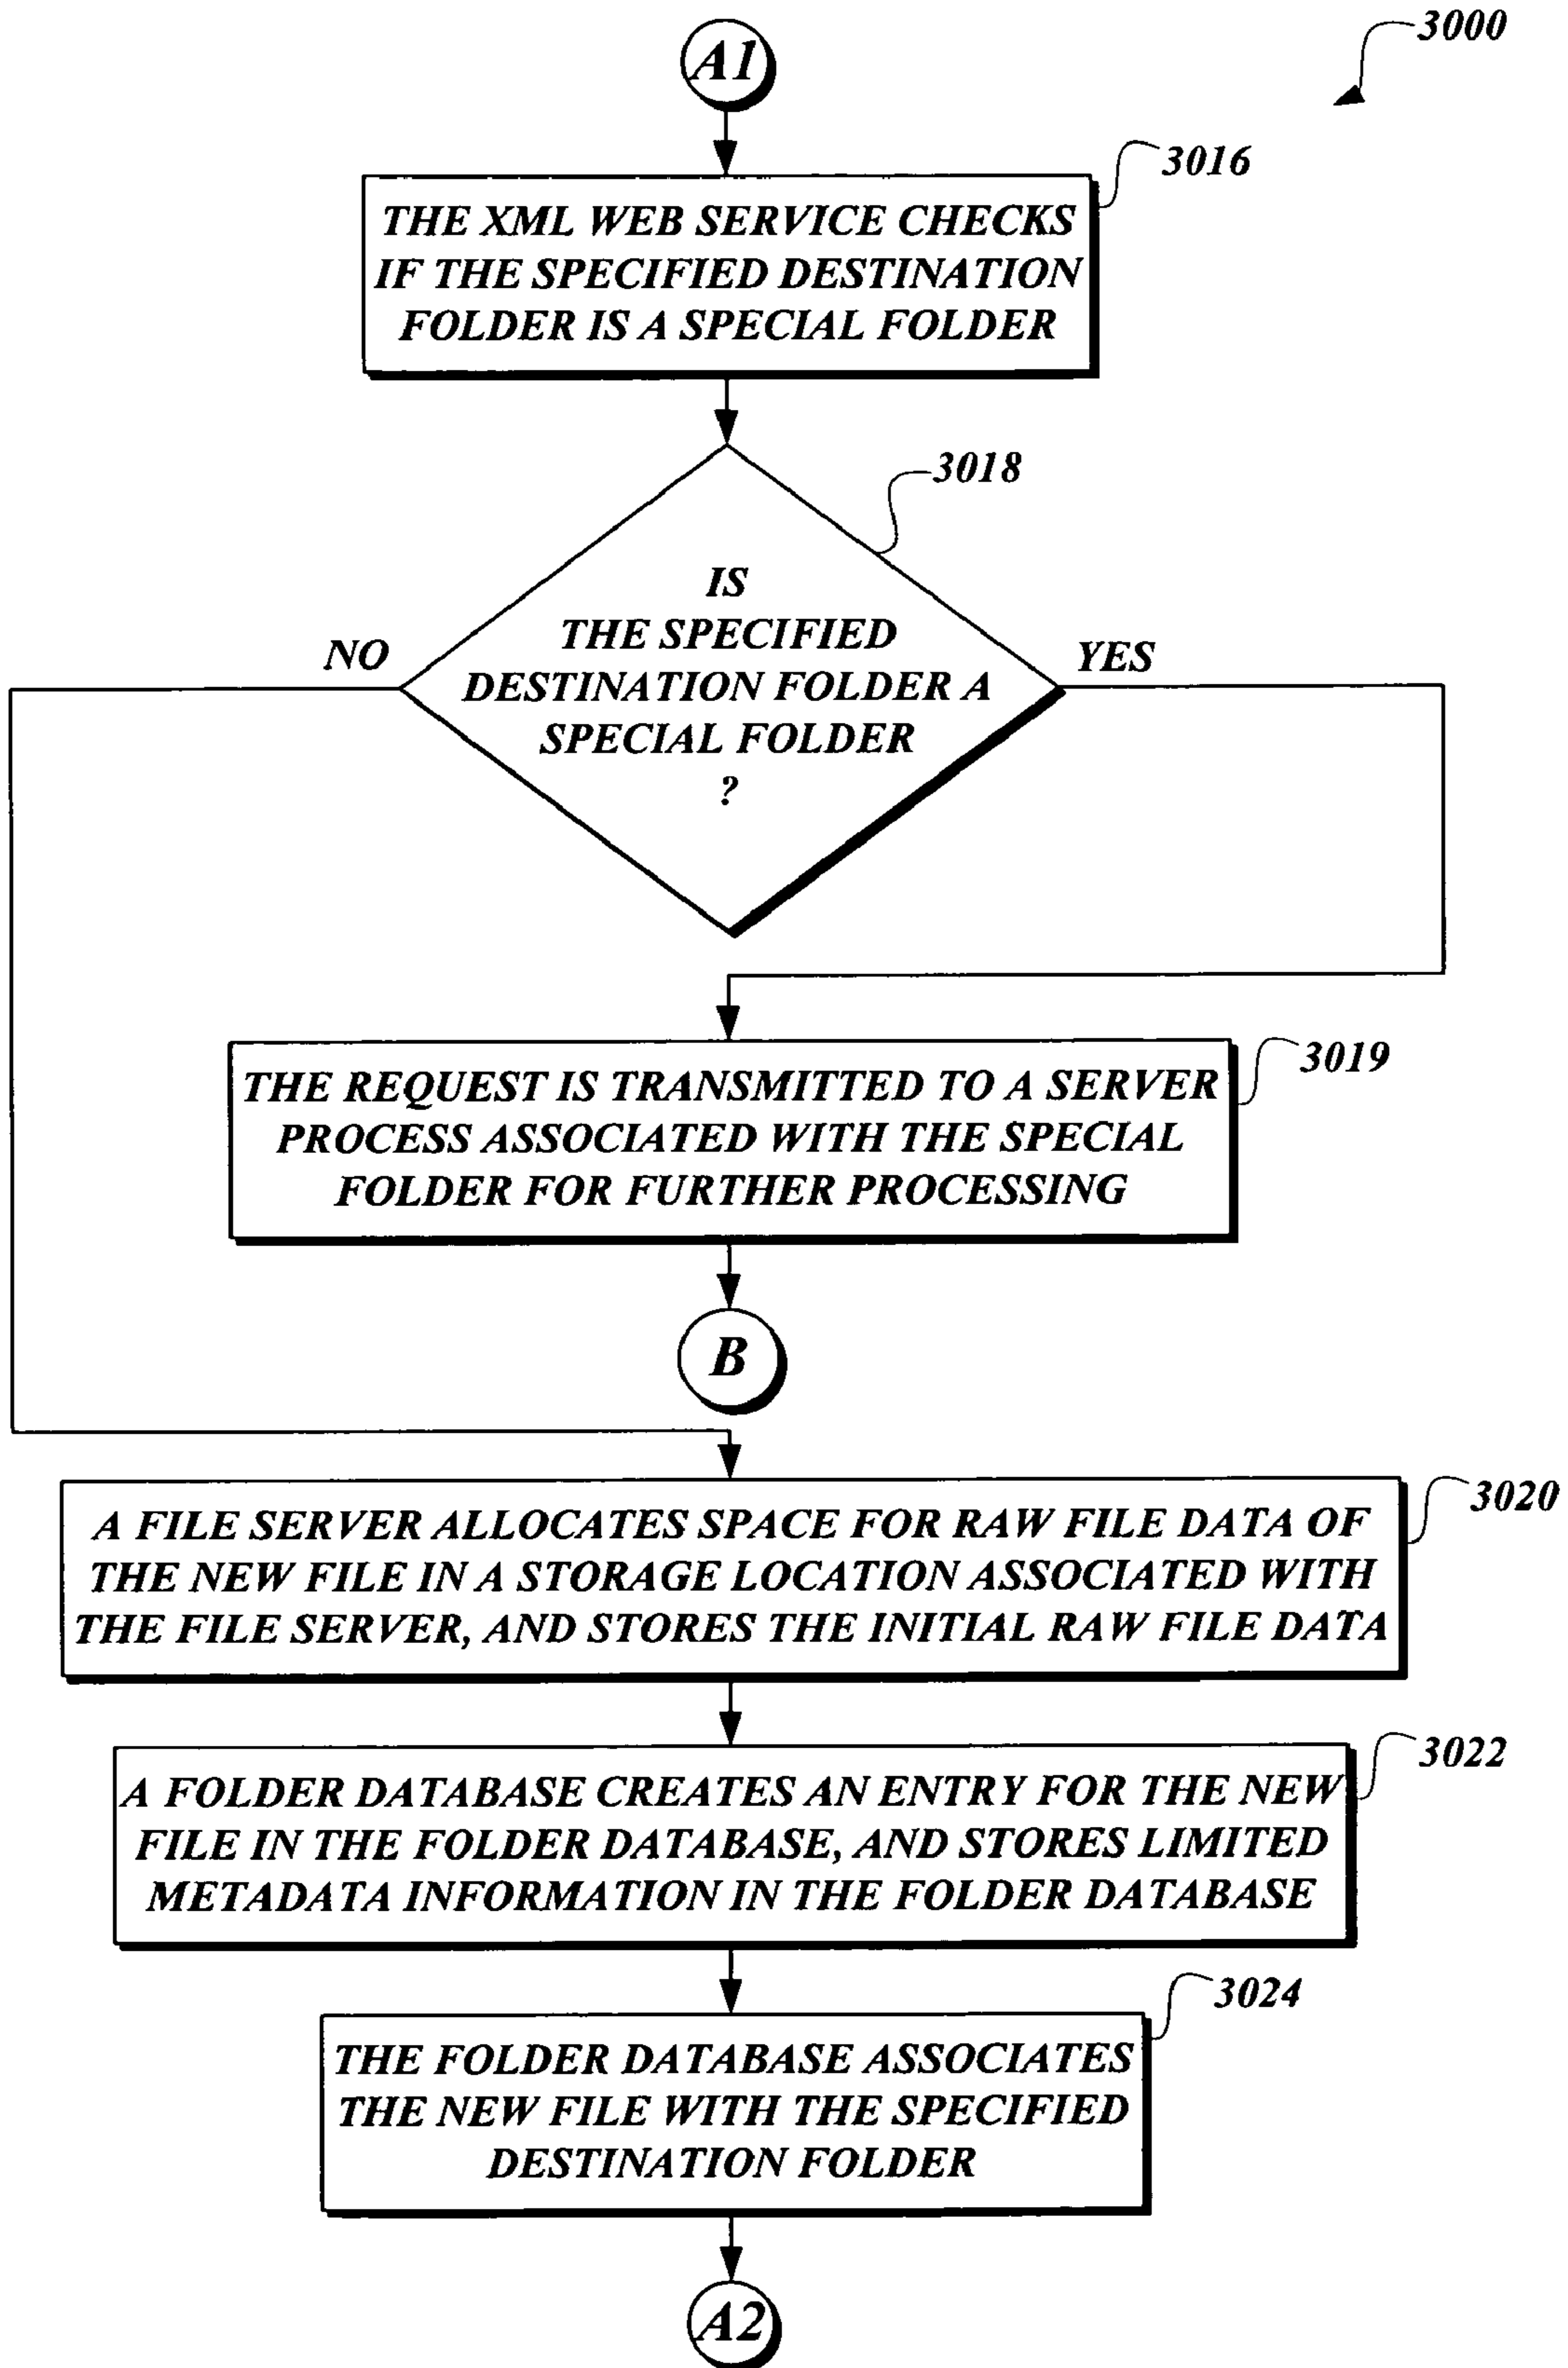 A1
3000
3016
THE XML WEB SERVICE CHECKS
IF THE SPECIFIED DESTINATION
FOLDER IS A SPECIAL FOLDER
3018
IS
THE SPECIFIED
DESTINATION FOLDER A
SPECIAL FOLDER
?
NO
YES
3019
THE REQUEST IS TRANSMITTED TO A SERVER
PROCESS ASSOCIATED WITH THE SPECIAL
FOLDER FOR FURTHER PROCESSING
B
3020
A FILE SERVER ALLOCATES SPACE FOR RAW FILE DATA OF
THE NEW FILE IN A STORAGE LOCATION ASSOCIATED WITH
THE FILE SERVER, AND STORES THE INITIAL RAW FILE DATA
3022
A FOLDER DATABASE CREATES AN ENTRY FOR THE NEW
FILE IN THE FOLDER DATABASE, AND STORES LIMITED
METADATA INFORMATION IN THE FOLDER DATABASE
3024
THE FOLDER DATABASE ASSOCIATES
THE NEW FILE WITH THE SPECIFIED
DESTINATION FOLDER
A2